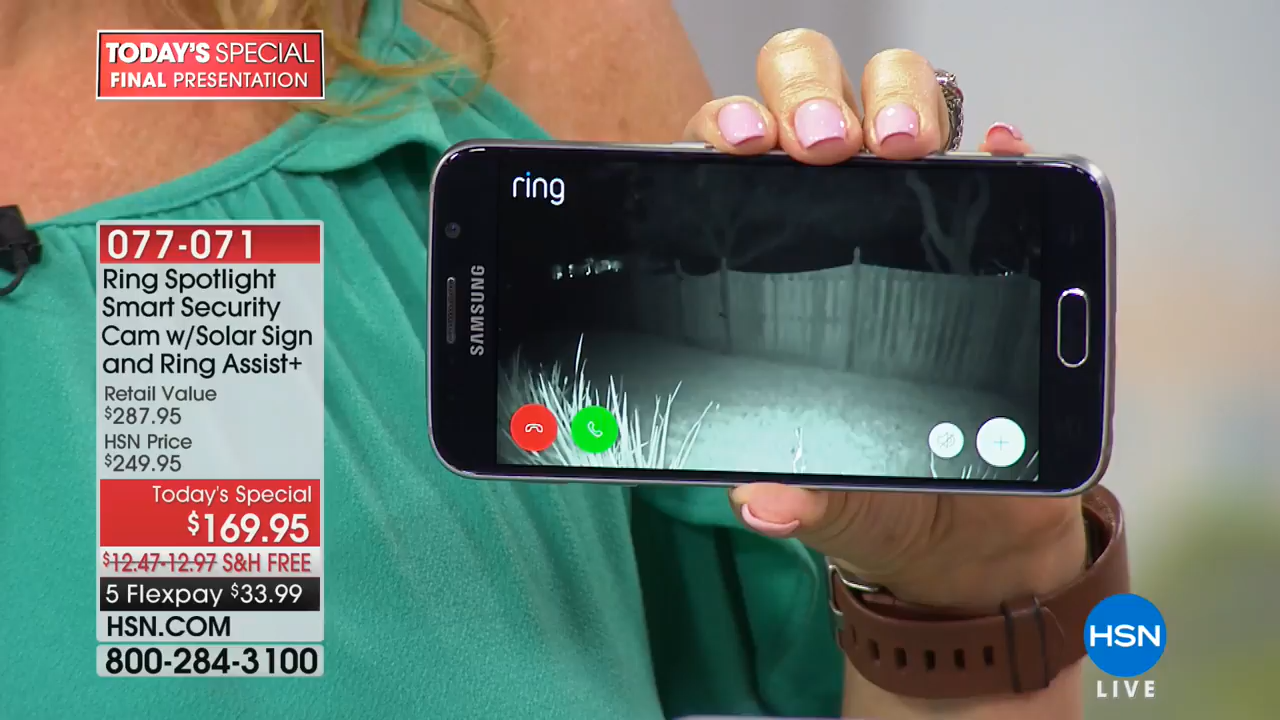 TODAY'S SPECIAL
FINAL PRESENTATION
077-071
Ring Spotlight
Smart Security
Cam w/Solar Sign
and Ring Assist+
Retail Value
$287.95
HSN Price
$249.95
Today's Special
$169.95
$12.47-12.97 S&H FREE
5 Flexpay $33.99
HSN.COM
800-284-3100
ring
SAMSUNG
HSN
LIVE